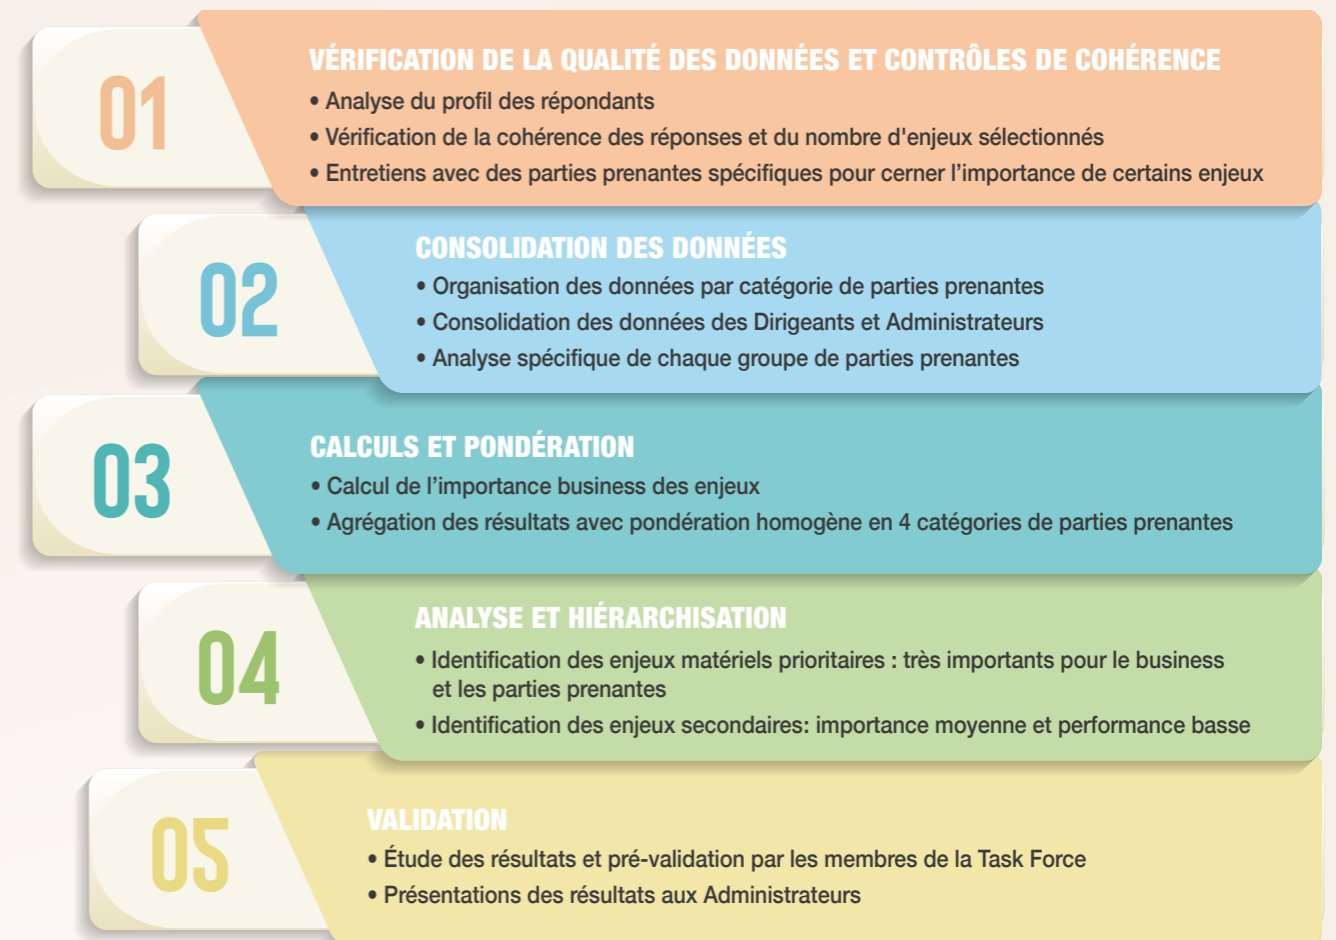 01
VÉRIFICATION DE LA QUALITÉ DES DONNÉES ET CONTRÔLES DE COHÉRENCE
• Analyse du profil des répondants
• Vérification de la cohérence des réponses et du nombre d'enjeux sélectionnés
• Entretiens avec des parties prenantes spécifiques pour cerner l’importance de certains enjeux
02
CONSOLIDATION DES DONNÉES
• Organisation des données par catégorie de parties prenantes
• Consolidation des données des Dirigeants et Administrateurs
• Analyse spécifique de chaque groupe de parties prenantes
03
CALCULS ET PONDÉRATION
• Calcul de l’importance business des enjeux
• Agrégation des résultats avec pondération homogène en 4 catégories de parties prenantes
04
ANALYSE ET HIÉRARCHISATION
• Identification des enjeux matériels prioritaires : très importants pour le business
et les parties prenantes
• Identification des enjeux secondaires: importance moyenne et performance basse
05
VALIDATION
• Étude des résultats et pré-validation par les membres de la Task Force
• Présentations des résultats aux Administrateurs